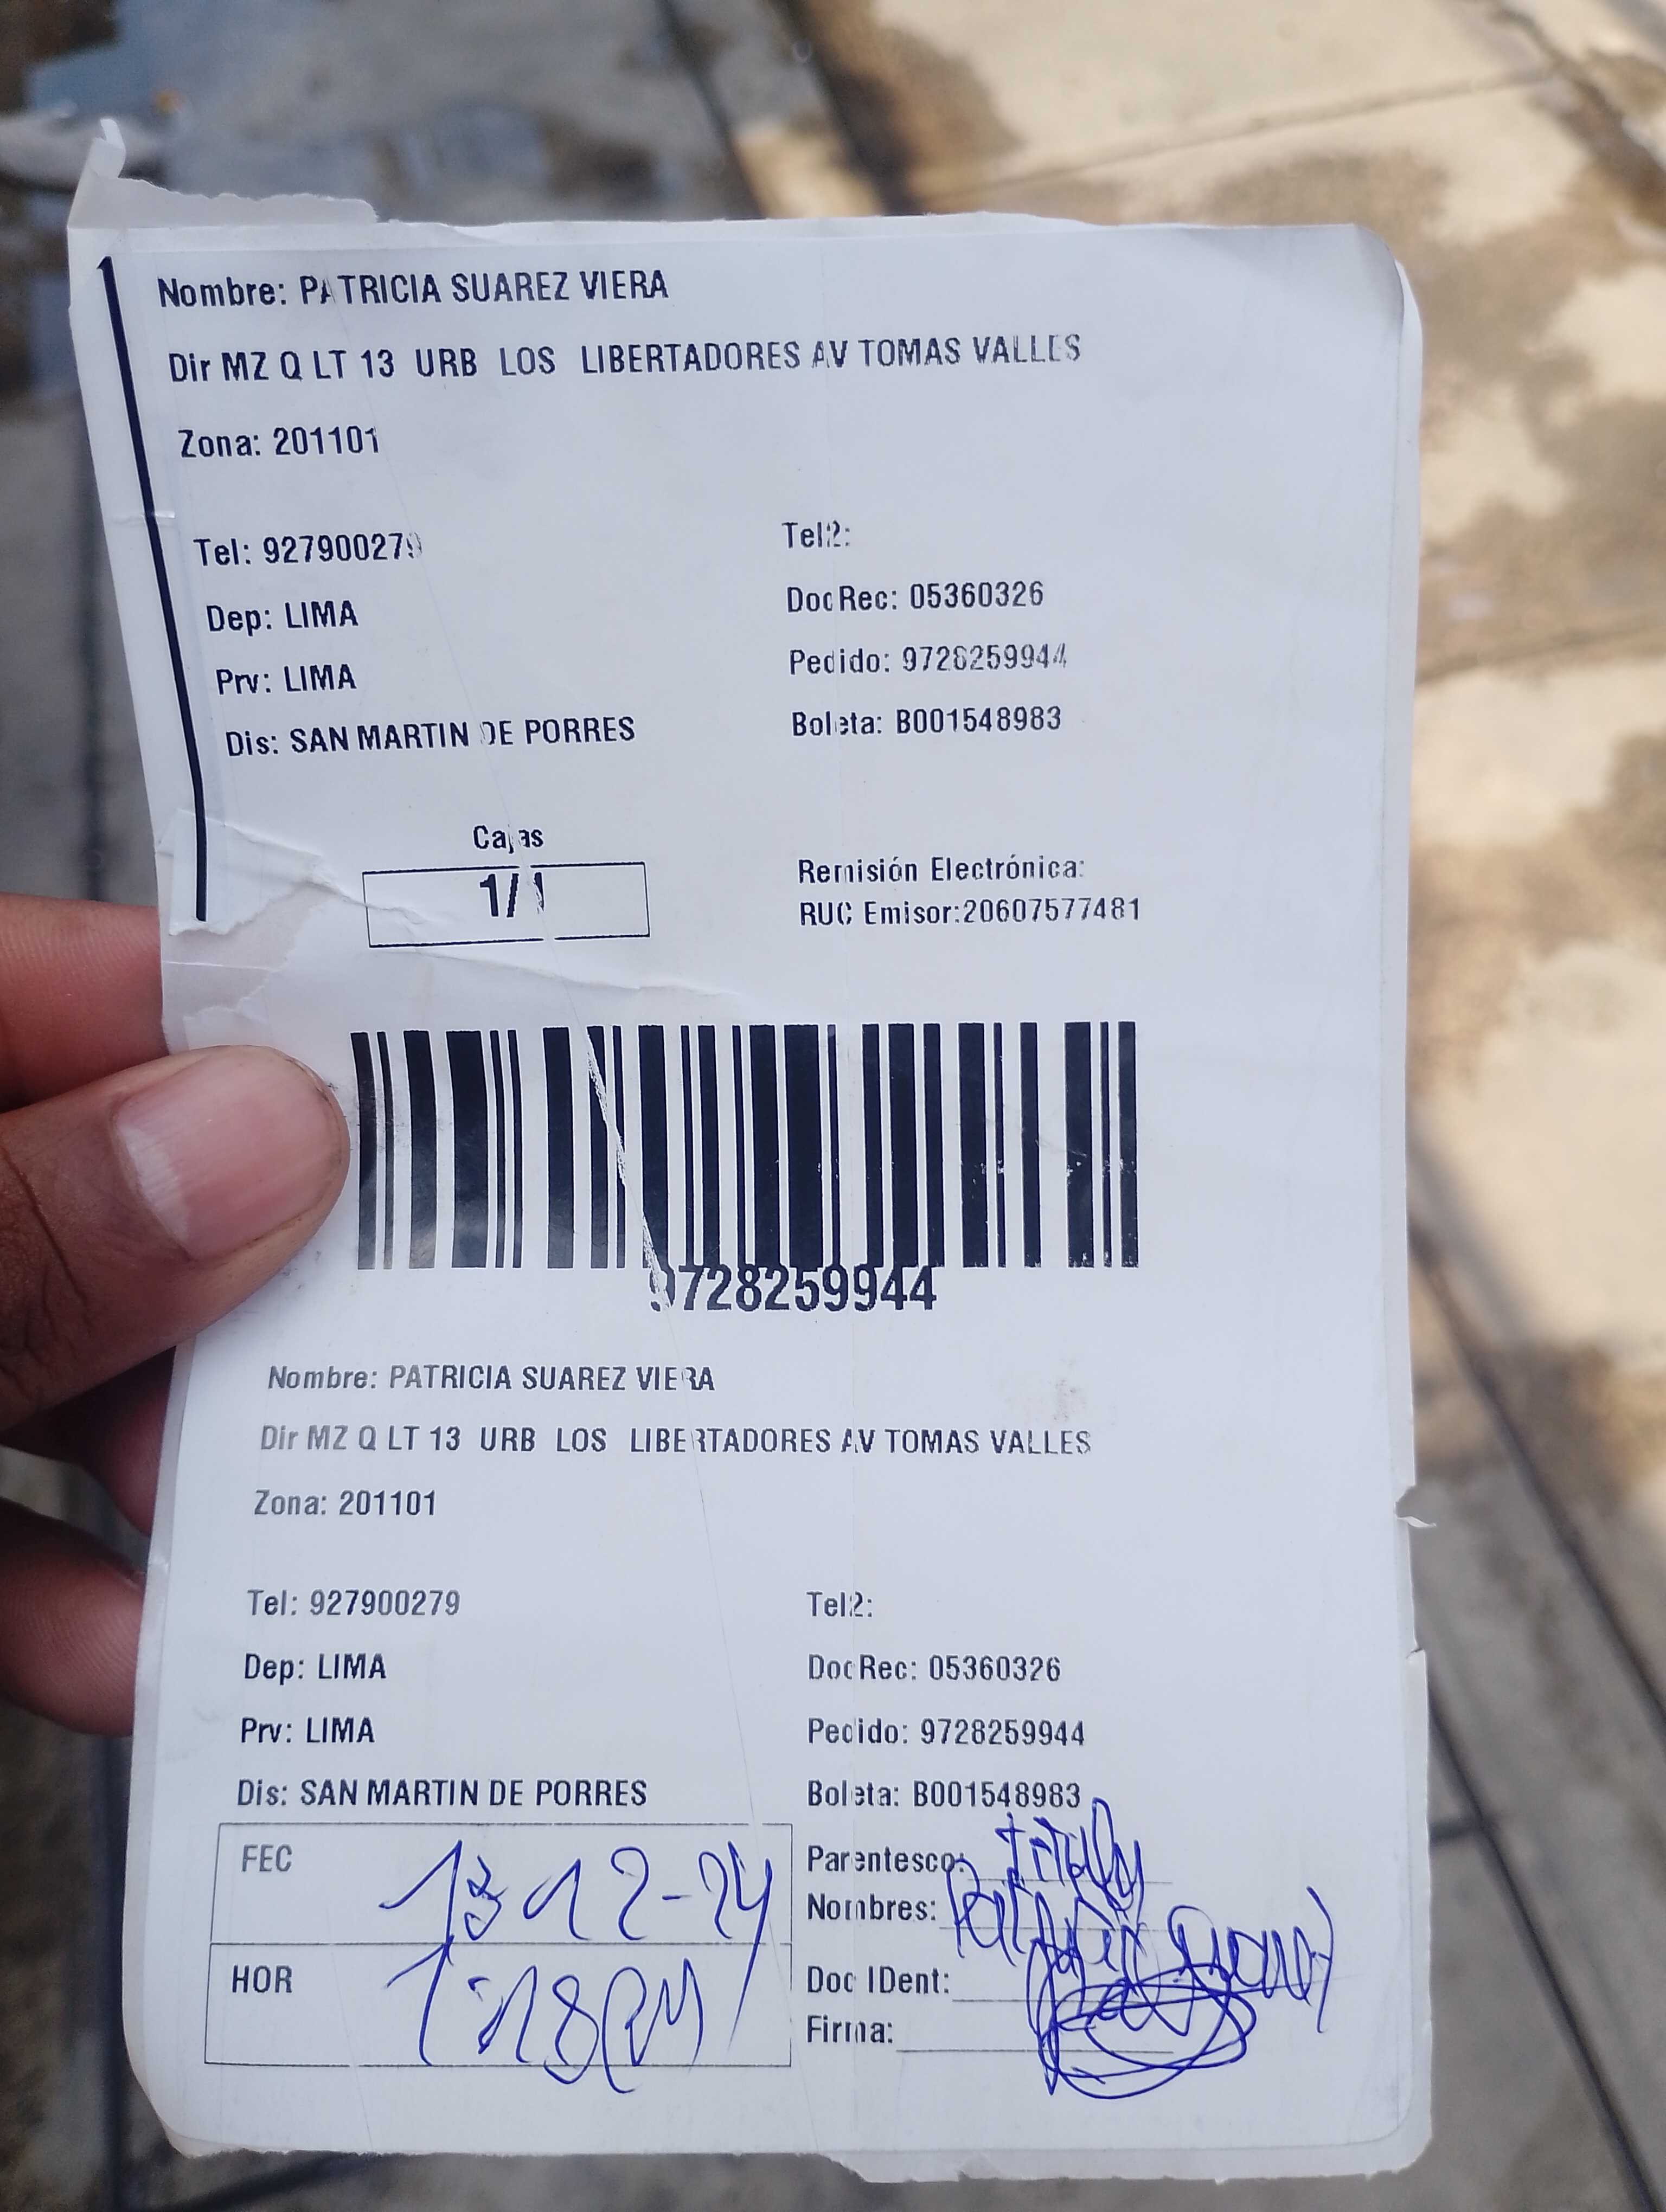 Nombre: PATRICIA SUAREZ VIERA
Dir MZ Q LT 13 URB LOS LIBERTADORES AV TOMAS VALLES
Zona: 201101
Tel: 927900279
Tel2:
Dep: LIMA
DocRec: 05360326
Prv: LIMA
Pedido: 9728259944
Dis: SAN MARTIN DE PORRES
Boleta: B001548983
Cajas
1/1
Remisión Electrónica:
RUC Emisor:20607577481
9728259944
Nombre: PATRICIA SUAREZ VIERA
Dir MZ Q LT 13 URB LOS LIBERTADORES AV TOMAS VALLES
Zona: 201101
Tel: 927900279
Tel2:
Dep: LIMA
DocRec: 05360326
Prv: LIMA
Pedido: 9728259944
Dis: SAN MARTIN DE PORRES
Boleta: B001548983
FEC 13 12-24
Parentesco:
Nombres:
HOR 1:18PM
Doc IDent:
Firma: